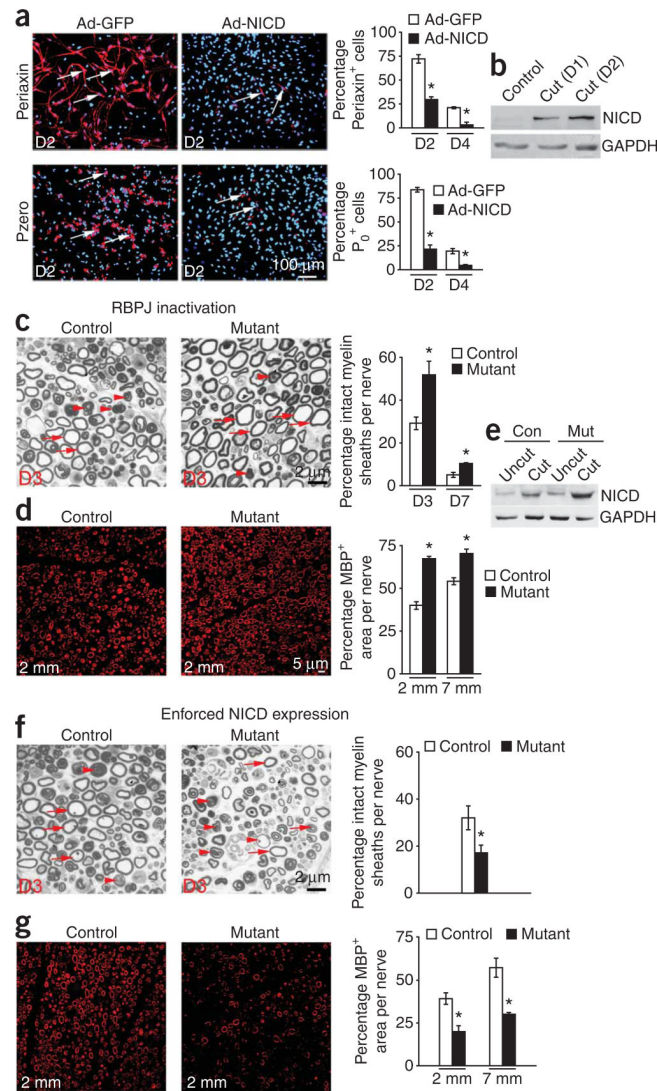 a
Ad-GFP Ad-NICD
Periaxin
D2 D2
Pzero
D2 D2
100 μm
Percentage
Periaxin+ cells
100
75
50
25
0
Ad-GFP
Ad-NICD
* *
D2 D4
Percentage
P0+ cells
100
75
50
25
0
Ad-GFP
Ad-NICD
* *
D2 D4
b
Control
Cut (D1)
Cut (D2)
NICD
GAPDH
RBPJ inactivation
c
Control Mutant
D3 D3
2 μm
Percentage intact myelin
sheaths per nerve
60
40
20
0
Control
Mutant
* *
D3 D7
d
Control Mutant
2 mm 2 mm
5 μm
Percentage MBP+
area per nerve
75
50
25
0
Control
Mutant
* *
2 mm 7 mm
e
Con Mut
Uncut
Cut
Uncut
Cut
NICD
GAPDH
Enforced NICD expression
f
Control Mutant
D3 D3
2 μm
Percentage intact myelin
sheaths per nerve
60
40
20
0
Control Mutant
*
g
Control Mutant
2 mm 2 mm
Percentage MBP+
area per nerve
75
50
25
0
Control Mutant
* *
2 mm 7 mm